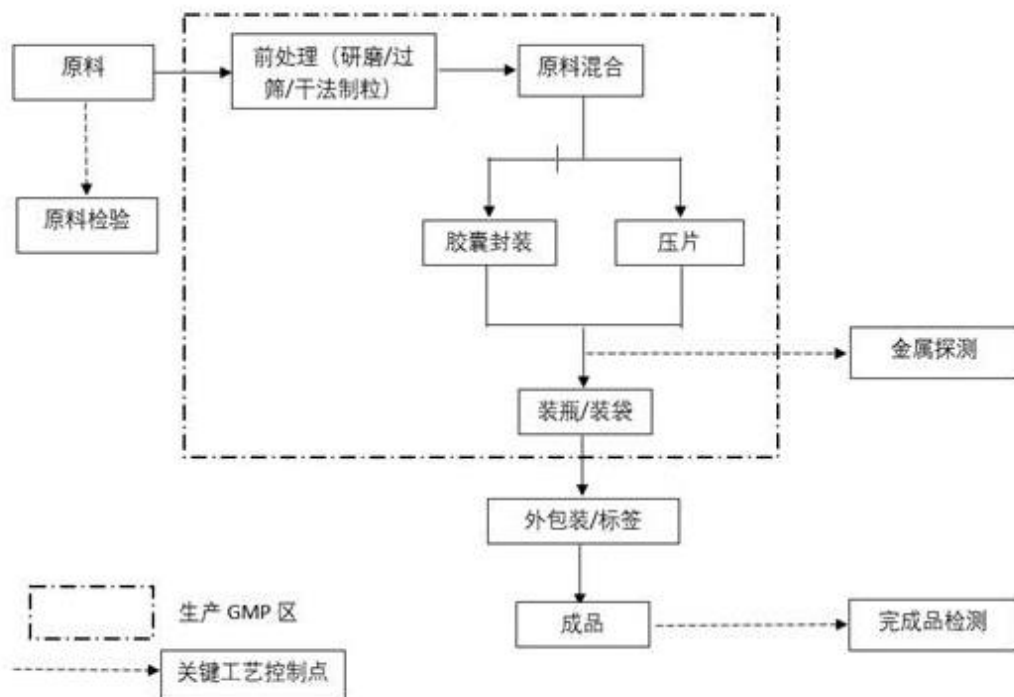 原料
前处理（研磨/过
筛/干法制粒）
原料混合
原料检验
胶囊封装
压片
金属探测
装瓶/装袋
外包装/标签
生产 GMP 区
成品
完成品检测
关键工艺控制点